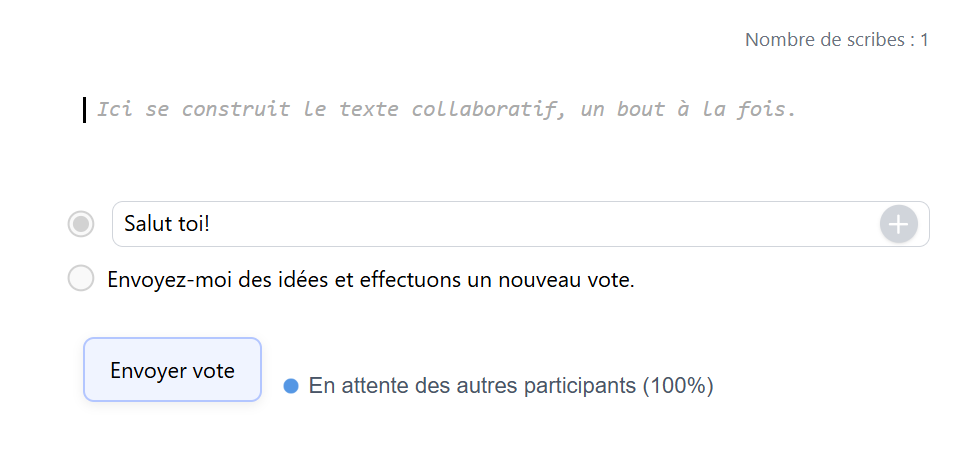 Nombre de scribes : 1
Ici se construit le texte collaboratif, un bout à la fois.
Salut toi!
Envoyez-moi des idées et effectuons un nouveau vote.
Envoyer vote
En attente des autres participants (100%)